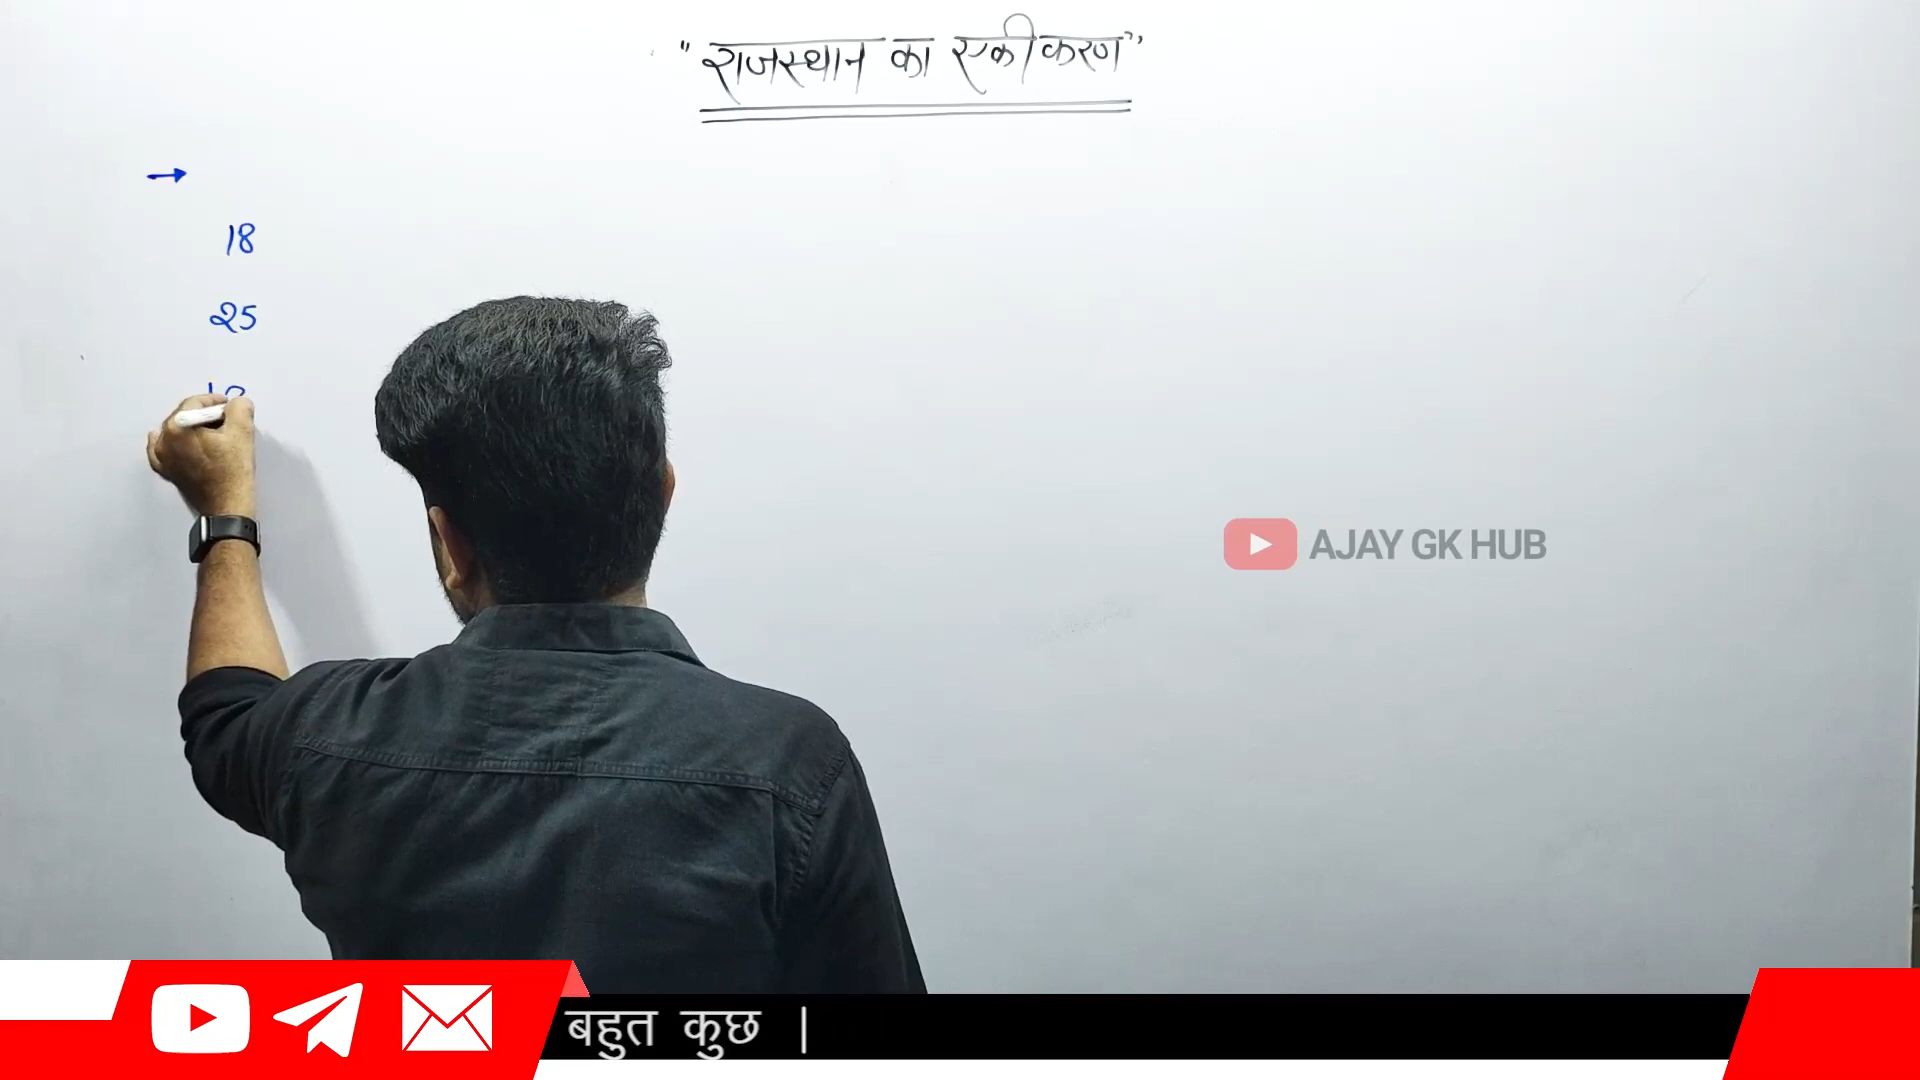 "राजस्थान का एकीकरण"
→
18
25
AJAY GK HUB
बहुत कुछ |